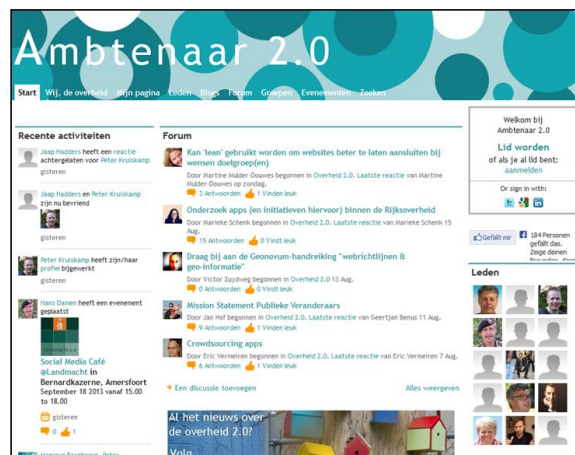 Ambtenaar 2.0
Start Wij, de overheid Mijn pagina Leden Blogs Forum Groepen Evenementen Zoeken
Recente activiteiten
Jaap Hadders heeft een reactie
achtergelaten voor Peter Kruiskamp
gisteren
Jaap Hadders en Peter Kruiskamp
zijn nu bevriend
gisteren
Peter Kruiskamp heeft zijn/haar
profiel bijgewerkt
gisteren
Hans Damen heeft een evenement
geplaatst
Social Media Café
@Landmacht in
Bernardkazerne, Amersfoort
September 18 2013 vanaf 15.00
to 18.00
gisteren
0 1
Forum
Kan 'lean' gebruikt worden om websites beter te laten aansluiten bij
wensen doelgroep(en)
Door Martine Mulder-Douwes begonnen in Overheid 2.0. Laatste reactie van Martine
Mulder-Douwes op zondag.
3 Antwoorden 1 Vinden leuk
Onderzoek apps (en initiatieven hiervoor) binnen de Rijksoverheid
Door Marieke Schenk begonnen in Overheid 2.0. Laatste reactie van Marieke Schenk 15
Aug.
15 Antwoorden 0 Vindt leuk
Draag bij aan de Geonovum-handreiking "webrichtlijnen &
geo-informatie"
Door Victor Zuydweg begonnen in Overheid 2.0 13 Aug.
0 Antwoorden 0 Vindt leuk
Mission Statement Publieke Veranderaars
Door Jan Hof begonnen in Overheid 2.0. Laatste reactie van Geertjan Benus 11 Aug.
9 Antwoorden 1 Vinden leuk
Crowdsourcing apps
Door Eric Vermeiren begonnen in Overheid 2.0. Laatste reactie van Eric Vermeiren 7 Aug.
6 Antwoorden 1 Vinden leuk
+ Een discussie toevoegen Alles weergeven
Al het nieuws over
de overheid 2.0?
Volg
Welkom bij
Ambtenaar 2.0
Lid worden
of als je al lid bent:
aanmelden
Or sign in with:
Gefällt mir
184 Personen
gefällt das.
Zeige deinen
Leden